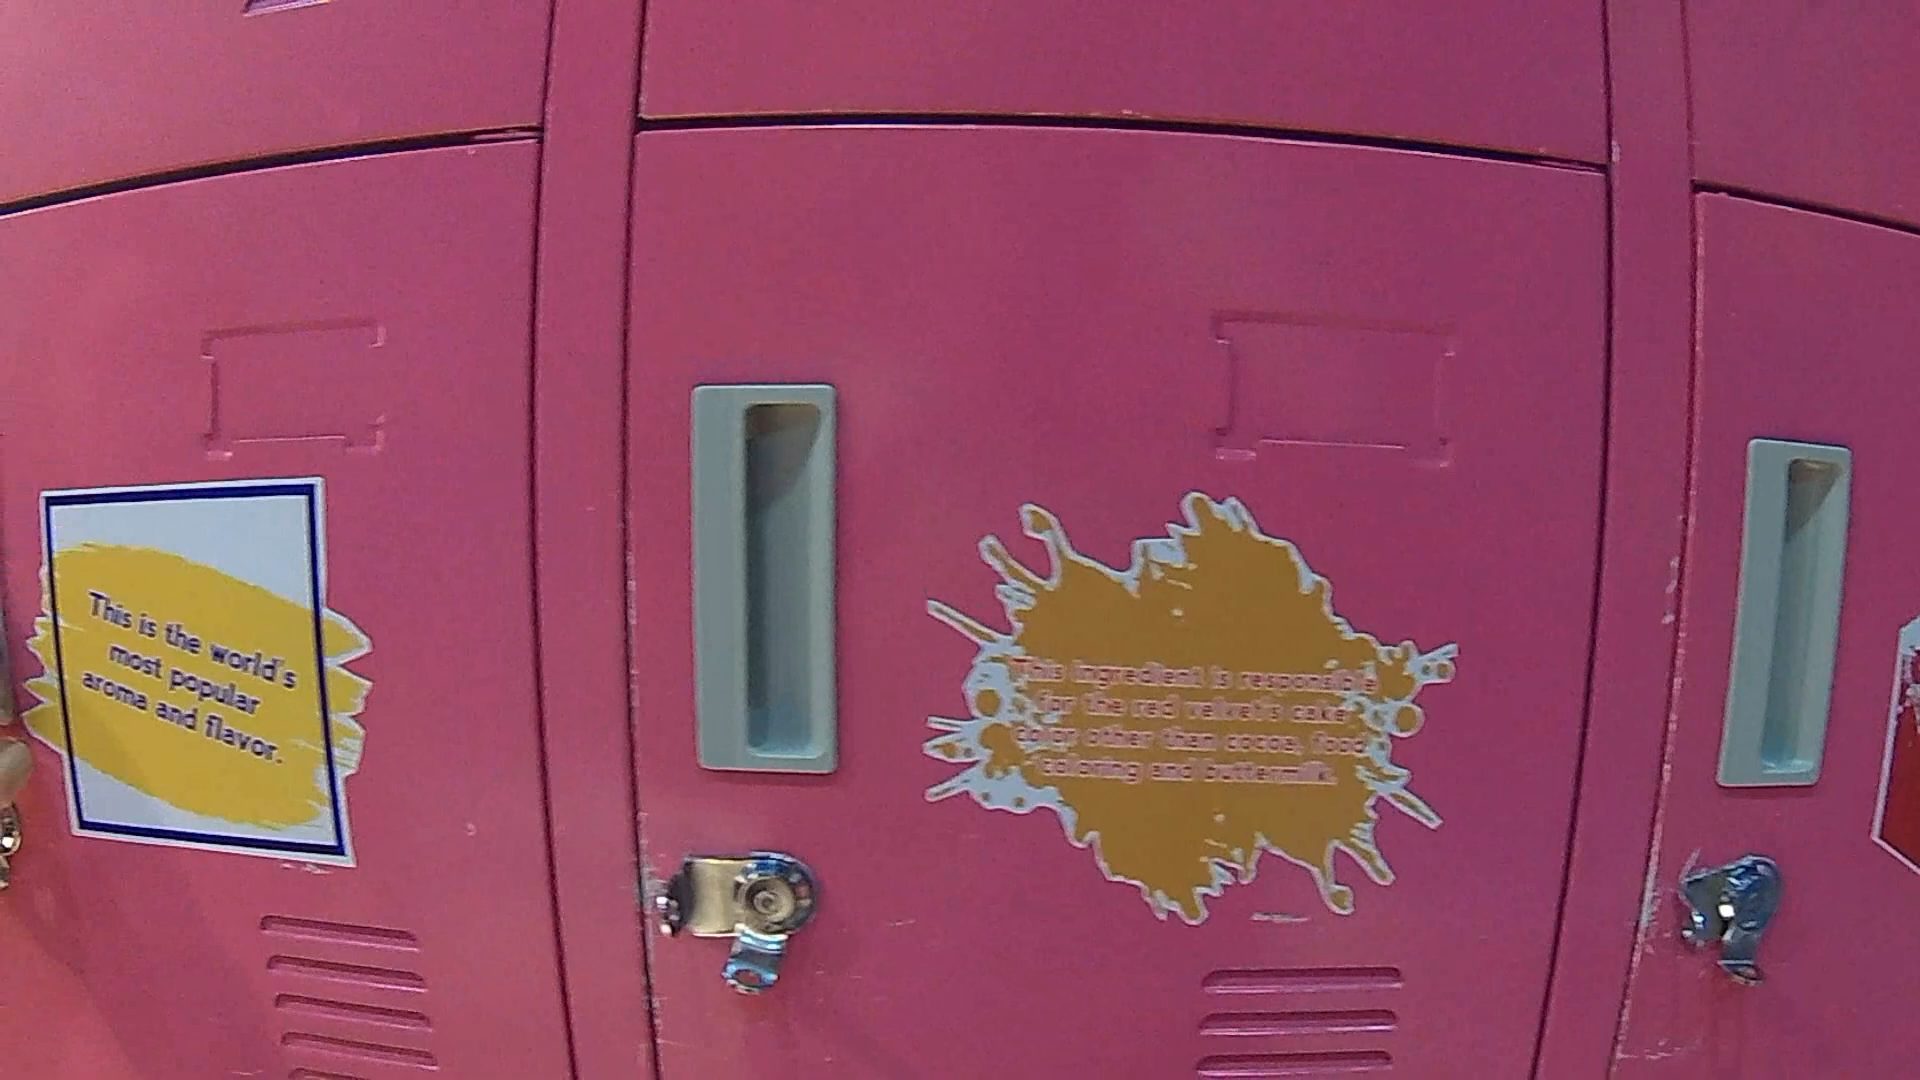 This is the world's
most popular
aroma and flavor.
This ingredient is responsible
for the red velvet's cake
color other than cocoa, food
coloring and buttermilk.